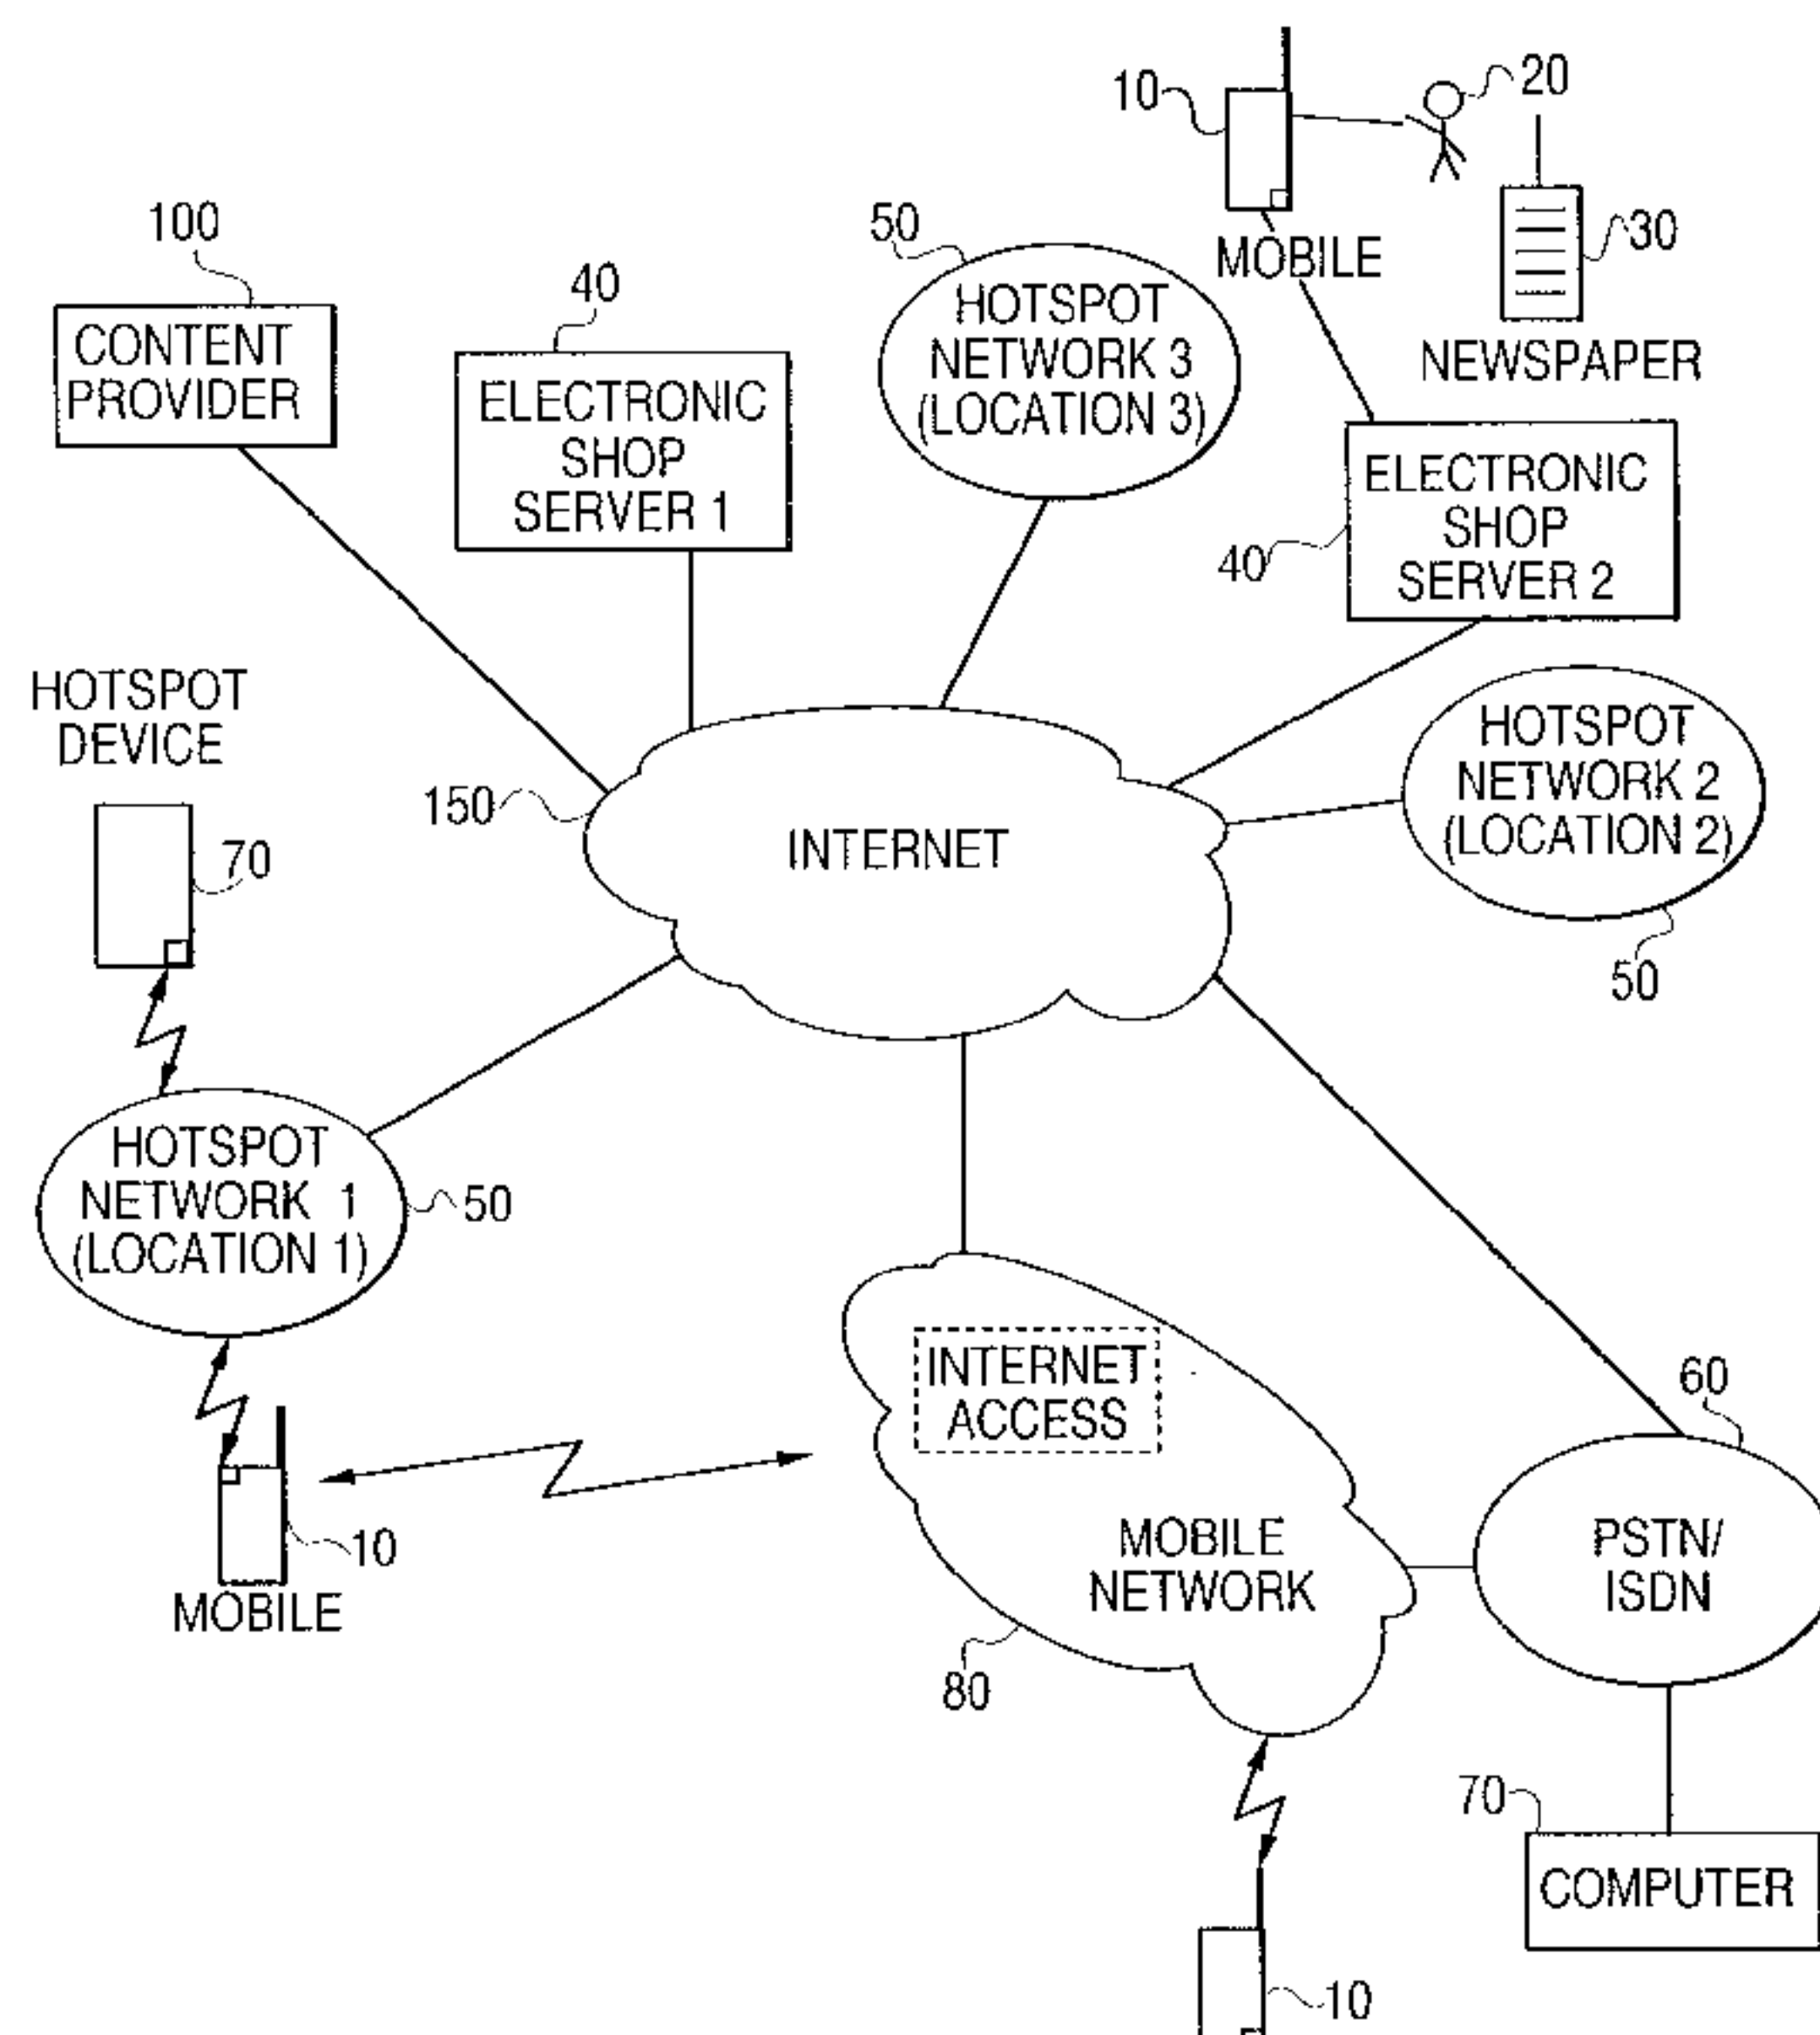 10
20
100
50
30
MOBILE
40
HOTSPOT
NETWORK 3
(LOCATION 3)
CONTENT
PROVIDER
NEWSPAPER
ELECTRONIC
SHOP
SERVER 1
ELECTRONIC
SHOP
SERVER 2
40
HOTSPOT
DEVICE
HOTSPOT
NETWORK 2
(LOCATION 2)
150
INTERNET
70
50
HOTSPOT
NETWORK 1
(LOCATION 1)
50
INTERNET
ACCESS
60
10
MOBILE
MOBILE
NETWORK
PSTN/
ISDN
80
70
COMPUTER
10